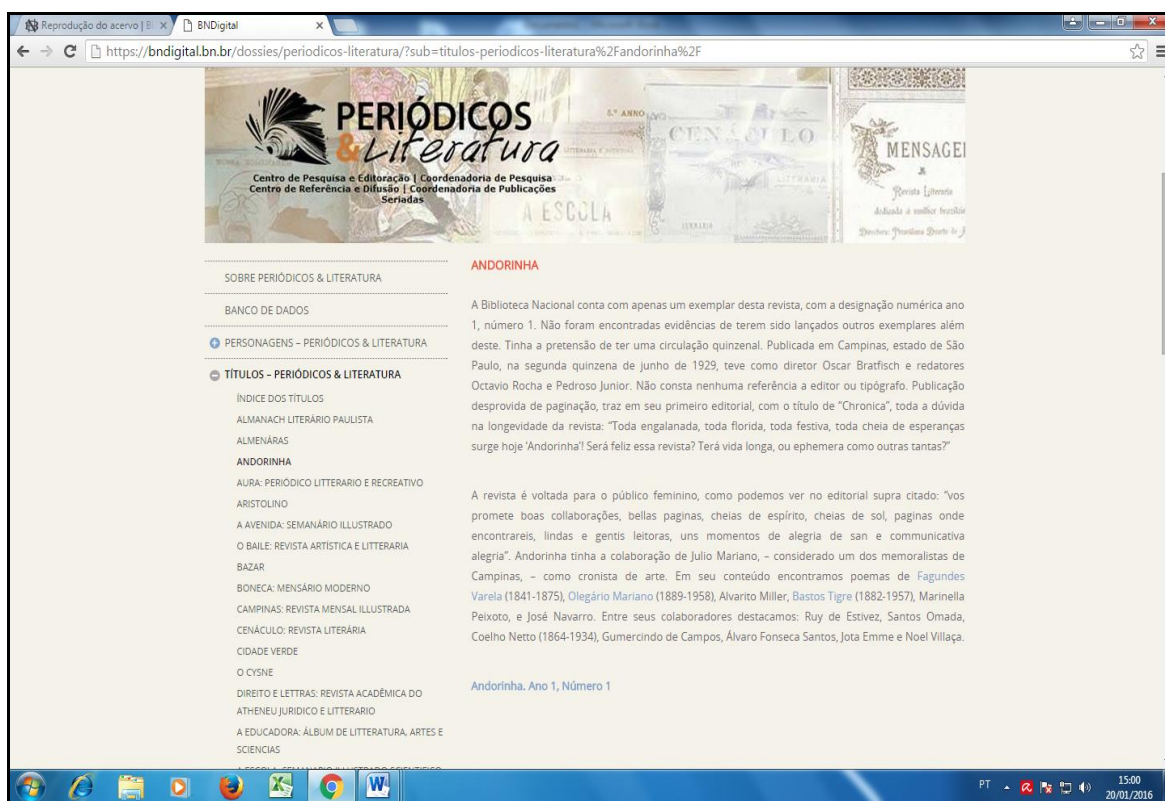 Reprodução do acervo | B
BNDigital
https://bndigital.bn.br/dossies/periodicos-literatura/?sub=titulos-periodicos-literatura%2Fandorinha%2F
PERIÓDICOS
&Literatura
Centro de Pesquisa e Editoração | Coordenadoria de Pesquisa
Centro de Referência e Difusão | Coordenadoria de Publicações
Seriadas
5.º ANNO
CENÁCULO
A ESCOLA
MENSAGEI
Revista Litteraria
SOBRE PERIÓDICOS & LITERATURA
BANCO DE DADOS
PERSONAGENS – PERIÓDICOS & LITERATURA
TÍTULOS – PERIÓDICOS & LITERATURA
ÍNDICE DOS TÍTULOS
ALMANACH LITERÁRIO PAULISTA
ALMENÁRAS
ANDORINHA
AURA: PERIÓDICO LITTERARIO E RECREATIVO
ARISTOLINO
A AVENIDA: SEMANÁRIO ILLUSTRADO
O BAILE: REVISTA ARTÍSTICA E LITTERARIA
BAZAR
BONECA: MENSÁRIO MODERNO
CAMPINAS: REVISTA MENSAL ILLUSTRADA
CENÁCULO: REVISTA LITERÁRIA
CIDADE VERDE
O CYSNE
DIREITO E LETTRAS: REVISTA ACADÊMICA DO
ATHENEU JURIDICO E LITTERARIO
A EDUCADORA: ÁLBUM DE LITTERATURA, ARTES E
SCIENCIAS
ANDORINHA
A Biblioteca Nacional conta com apenas um exemplar desta revista, com a designação numérica ano
1, número 1. Não foram encontradas evidências de terem sido lançados outros exemplares além
deste. Tinha a pretensão de ter uma circulação quinzenal. Publicada em Campinas, estado de São
Paulo, na segunda quinzena de junho de 1929, teve como diretor Oscar Bratfisch e redatores
Octavio Rocha e Pedroso Junior. Não consta nenhuma referência a editor ou tipógrafo. Publicação
desprovida de paginação, traz em seu primeiro editorial, com o título de "Chronica", toda a dúvida
na longevidade da revista: "Toda engalanada, toda florida, toda festiva, toda cheia de esperanças
surge hoje 'Andorinha'! Será feliz essa revista? Terá vida longa, ou ephemera como outras tantas?"
A revista é voltada para o público feminino, como podemos ver no editorial supra citado: "vos
promete boas collaborações, bellas paginas, cheias de espírito, cheias de sol, paginas onde
encontrareis, lindas e gentis leitoras, uns momentos de alegria de san e communicativa
alegria". Andorinha tinha a colaboração de Julio Mariano, – considerado um dos memoralistas de
Campinas, – como cronista de arte. Em seu conteúdo encontramos poemas de Fagundes
Varela (1841-1875), Olegário Mariano (1889-1958), Alvarito Miller, Bastos Tigre (1882-1957), Marinella
Peixoto, e José Navarro. Entre seus colaboradores destacamos: Ruy de Estivez, Santos Omada,
Coelho Netto (1864-1934), Gumercindo de Campos, Álvaro Fonseca Santos, Jota Emme e Noel Villaça.
Andorinha. Ano 1, Número 1
PT
15:00
20/01/2016